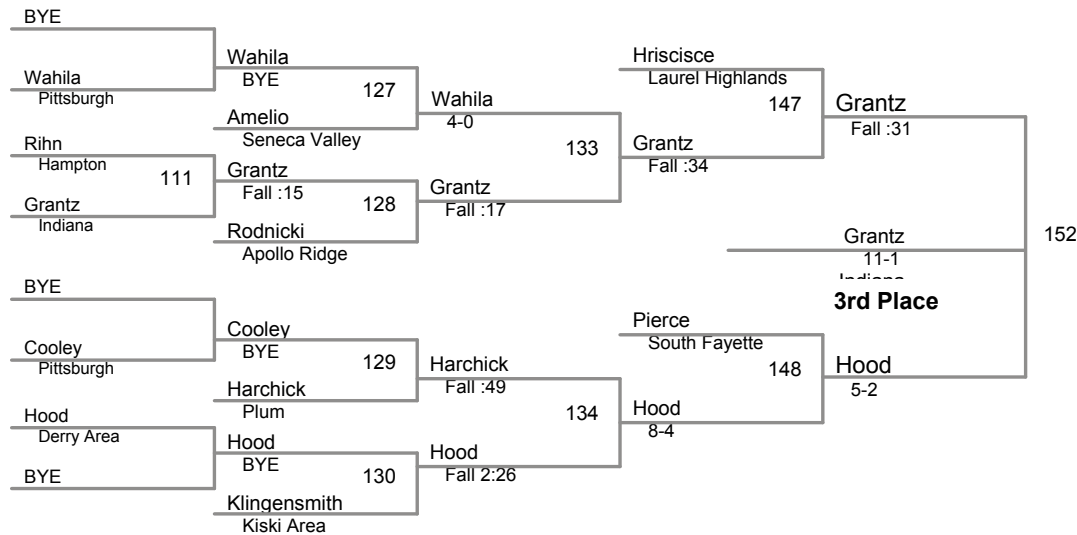 BYE
Wahila
Pittsburgh
Rihn
Hampton
111
Grantz
Indiana
BYE
Cooley
Pittsburgh
Hood
Derry Area
BYE
Wahila
BYE
127
Amelio
Seneca Valley
Grantz
Fall :15
128
Rodnicki
Apollo Ridge
Cooley
BYE
129
Harchick
Plum
Hood
BYE
130
Klingensmith
Kiski Area
Wahila
4-0
133
Grantz
Fall :17
Harchick
Fall :49
134
Hood
Fall 2:26
Hriscisce
Laurel Highlands
147
Grantz
Fall :34
Pierce
South Fayette
148
Hood
8-4
Grantz
Fall :31
152
Grantz
11-1
3rd Place
Hood
5-2